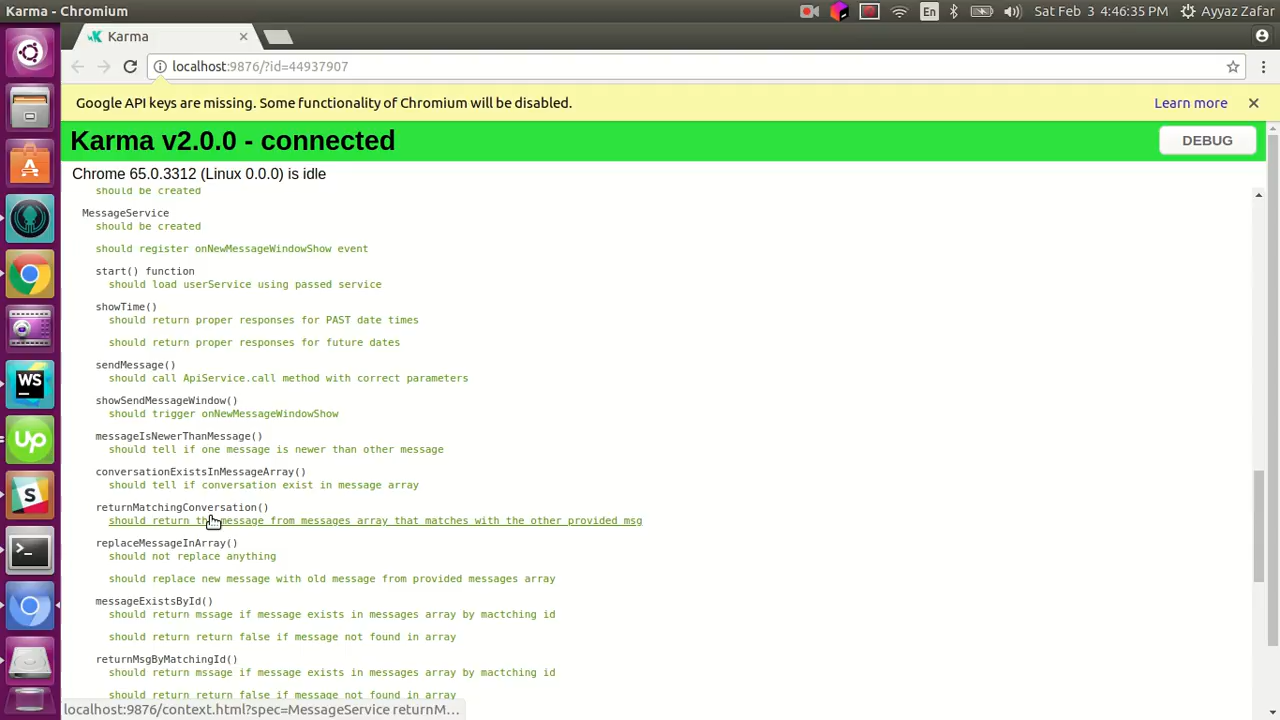 Karma - Chromium
En
Sat Feb 3 4:46:35 PM
Ayyaz Zafar
Karma
localhost:9876/?id=44937907
Google API keys are missing. Some functionality of Chromium will be disabled.
Learn more
Karma v2.0.0 - connected
DEBUG
Chrome 65.0.3312 (Linux 0.0.0) is idle
should be created
MessageService
should be created
should register onNewMessageWindowShow event
start() function
should load userService using passed service
showTime()
should return proper responses for PAST date times
should return proper responses for future dates
sendMessage()
should call ApiService.call method with correct parameters
showSendMessageWindow()
should trigger onNewMessageWindowShow
messageIsNewerThanMessage()
should tell if one message is newer than other message
conversationExistsInMessageArray()
should tell if conversation exist in message array
returnMatchingConversation()
should return the message from messages array that matches with the other provided msg
replaceMessageInArray()
should not replace anything
should replace new message with old message from provided messages array
messageExistsById()
should return mssage if message exists in messages array by mactching id
should return return false if message not found in array
returnMsgByMatchingId()
should return mssage if message exists in messages array by mactching id
should return return false if message not found in array
localhost:9876/context.html?spec=MessageService returnM...
WS
Up
S